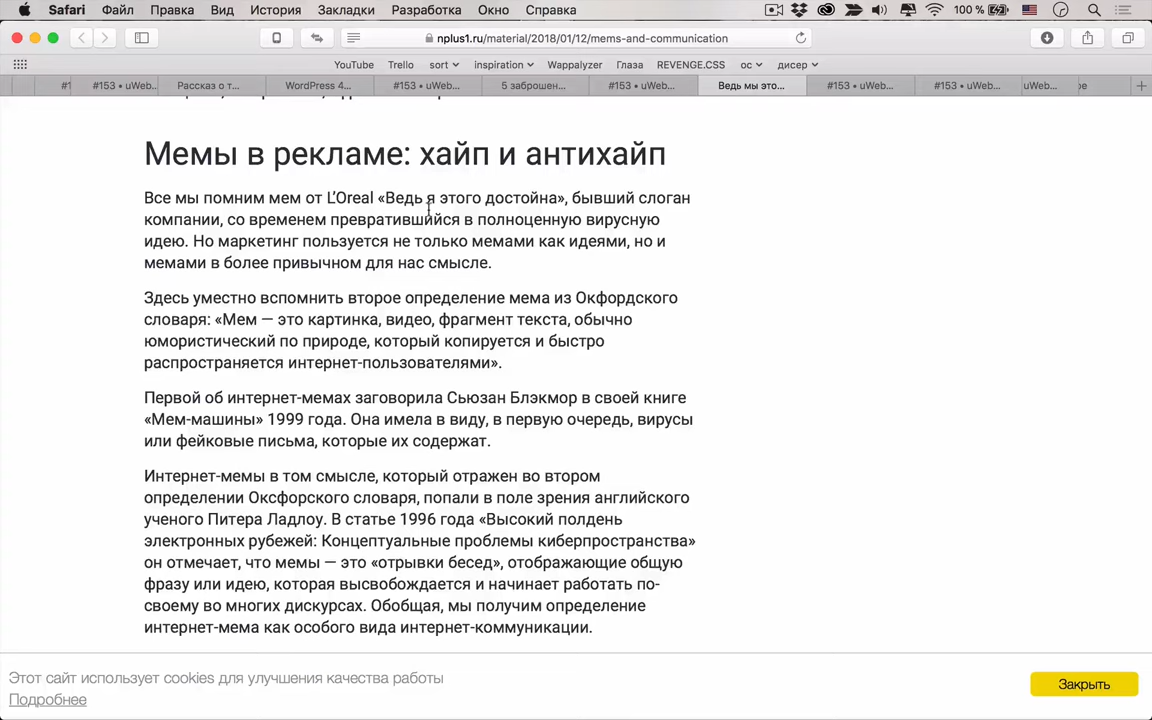 Safari Файл Правка Вид История Закладки Разработка Окно Справка 100 %
nplus1.ru/material/2018/01/12/mems-and-communication
YouTube Trello sort inspiration Wappalyzer Глаза REVENGE.CSS ос дисер
#1 #153 • uWeb... Рассказ о т... WordPress 4... #153 • uWeb... 5 заброшен... #153 • uWeb... Ведь мы это... #153 • uWeb... #153 • uWeb... uWeb... ре
Мемы в рекламе: хайп и антихайп
Все мы помним мем от L’Oreal «Ведь я этого достойна», бывший слоган
компании, со временем превратившийся в полноценную вирусную
идею. Но маркетинг пользуется не только мемами как идеями, но и
мемами в более привычном для нас смысле.
Здесь уместно вспомнить второе определение мема из Окфордского
словаря: «Мем — это картинка, видео, фрагмент текста, обычно
юмористический по природе, который копируется и быстро
распространяется интернет-пользователями».
Первой об интернет-мемах заговорила Сьюзан Блэкмор в своей книге
«Мем-машины» 1999 года. Она имела в виду, в первую очередь, вирусы
или фейковые письма, которые их содержат.
Интернет-мемы в том смысле, который отражен во втором
определении Оксфорского словаря, попали в поле зрения английского
ученого Питера Ладлоу. В статье 1996 года «Высокий полдень
электронных рубежей: Концептуальные проблемы киберпространства»
он отмечает, что мемы — это «отрывки бесед», отображающие общую
фразу или идею, которая высвобождается и начинает работать по-
своему во многих дискурсах. Обобщая, мы получим определение
интернет-мема как особого вида интернет-коммуникации.
Этот сайт использует cookies для улучшения качества работы
Подробнее
Закрыть